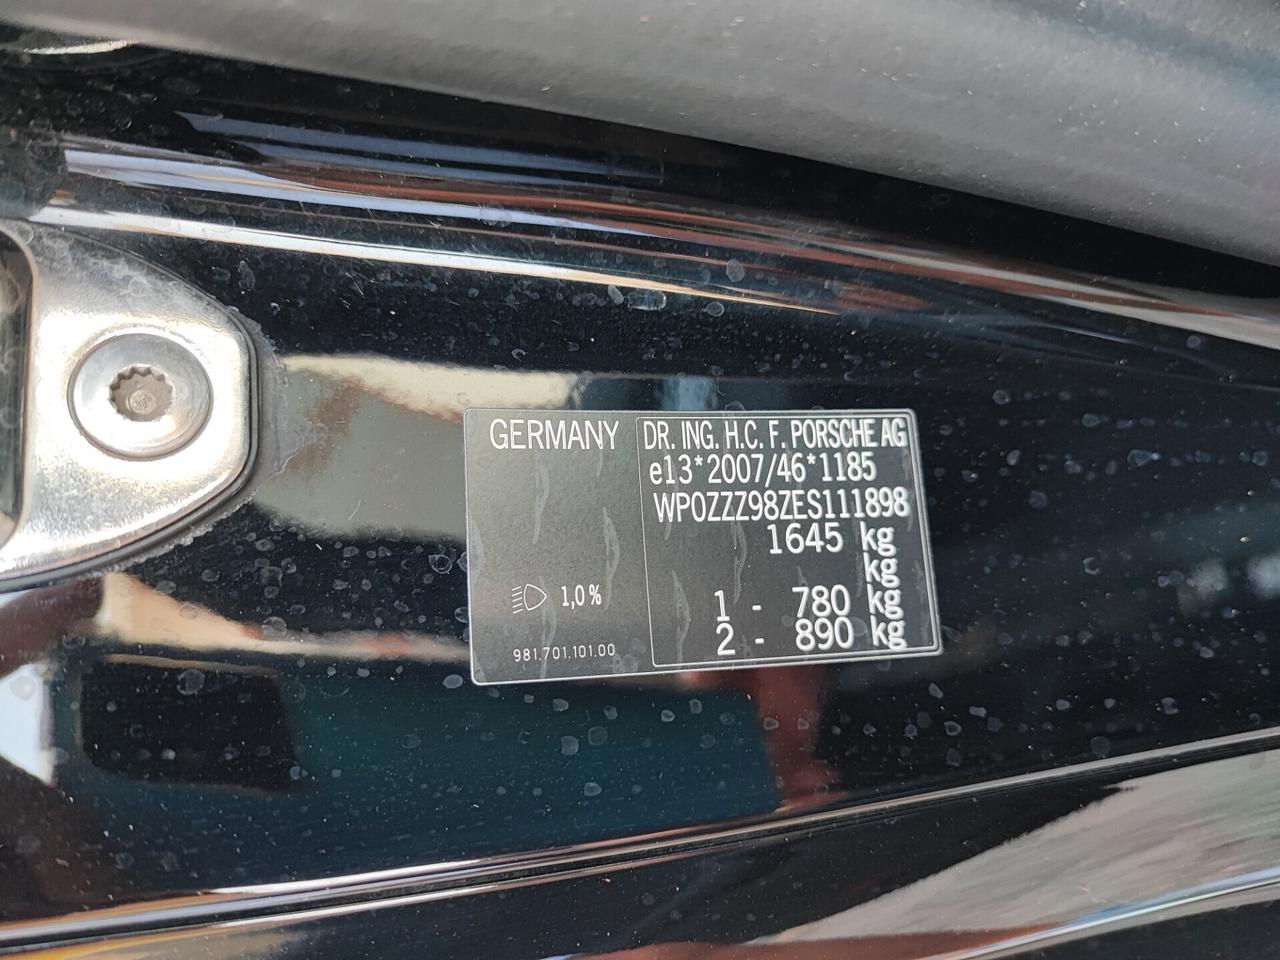 GERMANY
1,0%
981.701.101.00
DR. ING. H.C. F. PORSCHE AG
e13*2007/46*1185
WP0ZZZ98ZES111898
1645 kg
kg
1 - 780 kg
2 - 890 kg